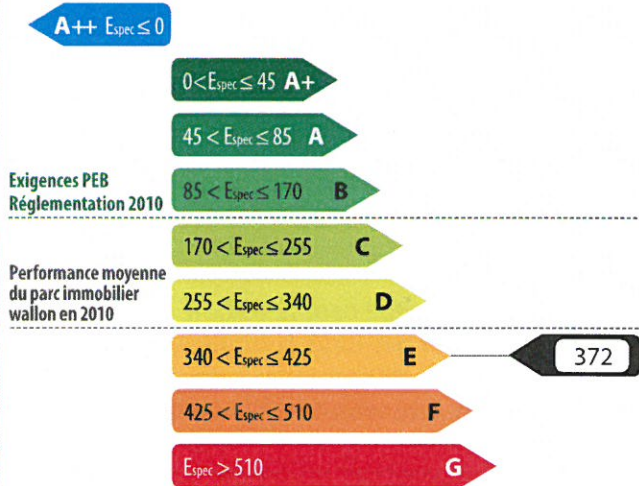 A++ Espec ≤ 0
0 < Espec ≤ 45 A+
45 < Espec ≤ 85 A
Exigences PEB
Réglementation 2010
85 < Espec ≤ 170 B
170 < Espec ≤ 255 C
Performance moyenne
du parc immobilier
wallon en 2010
255 < Espec ≤ 340 D
340 < Espec ≤ 425 E
372
425 < Espec ≤ 510 F
Espec > 510 G